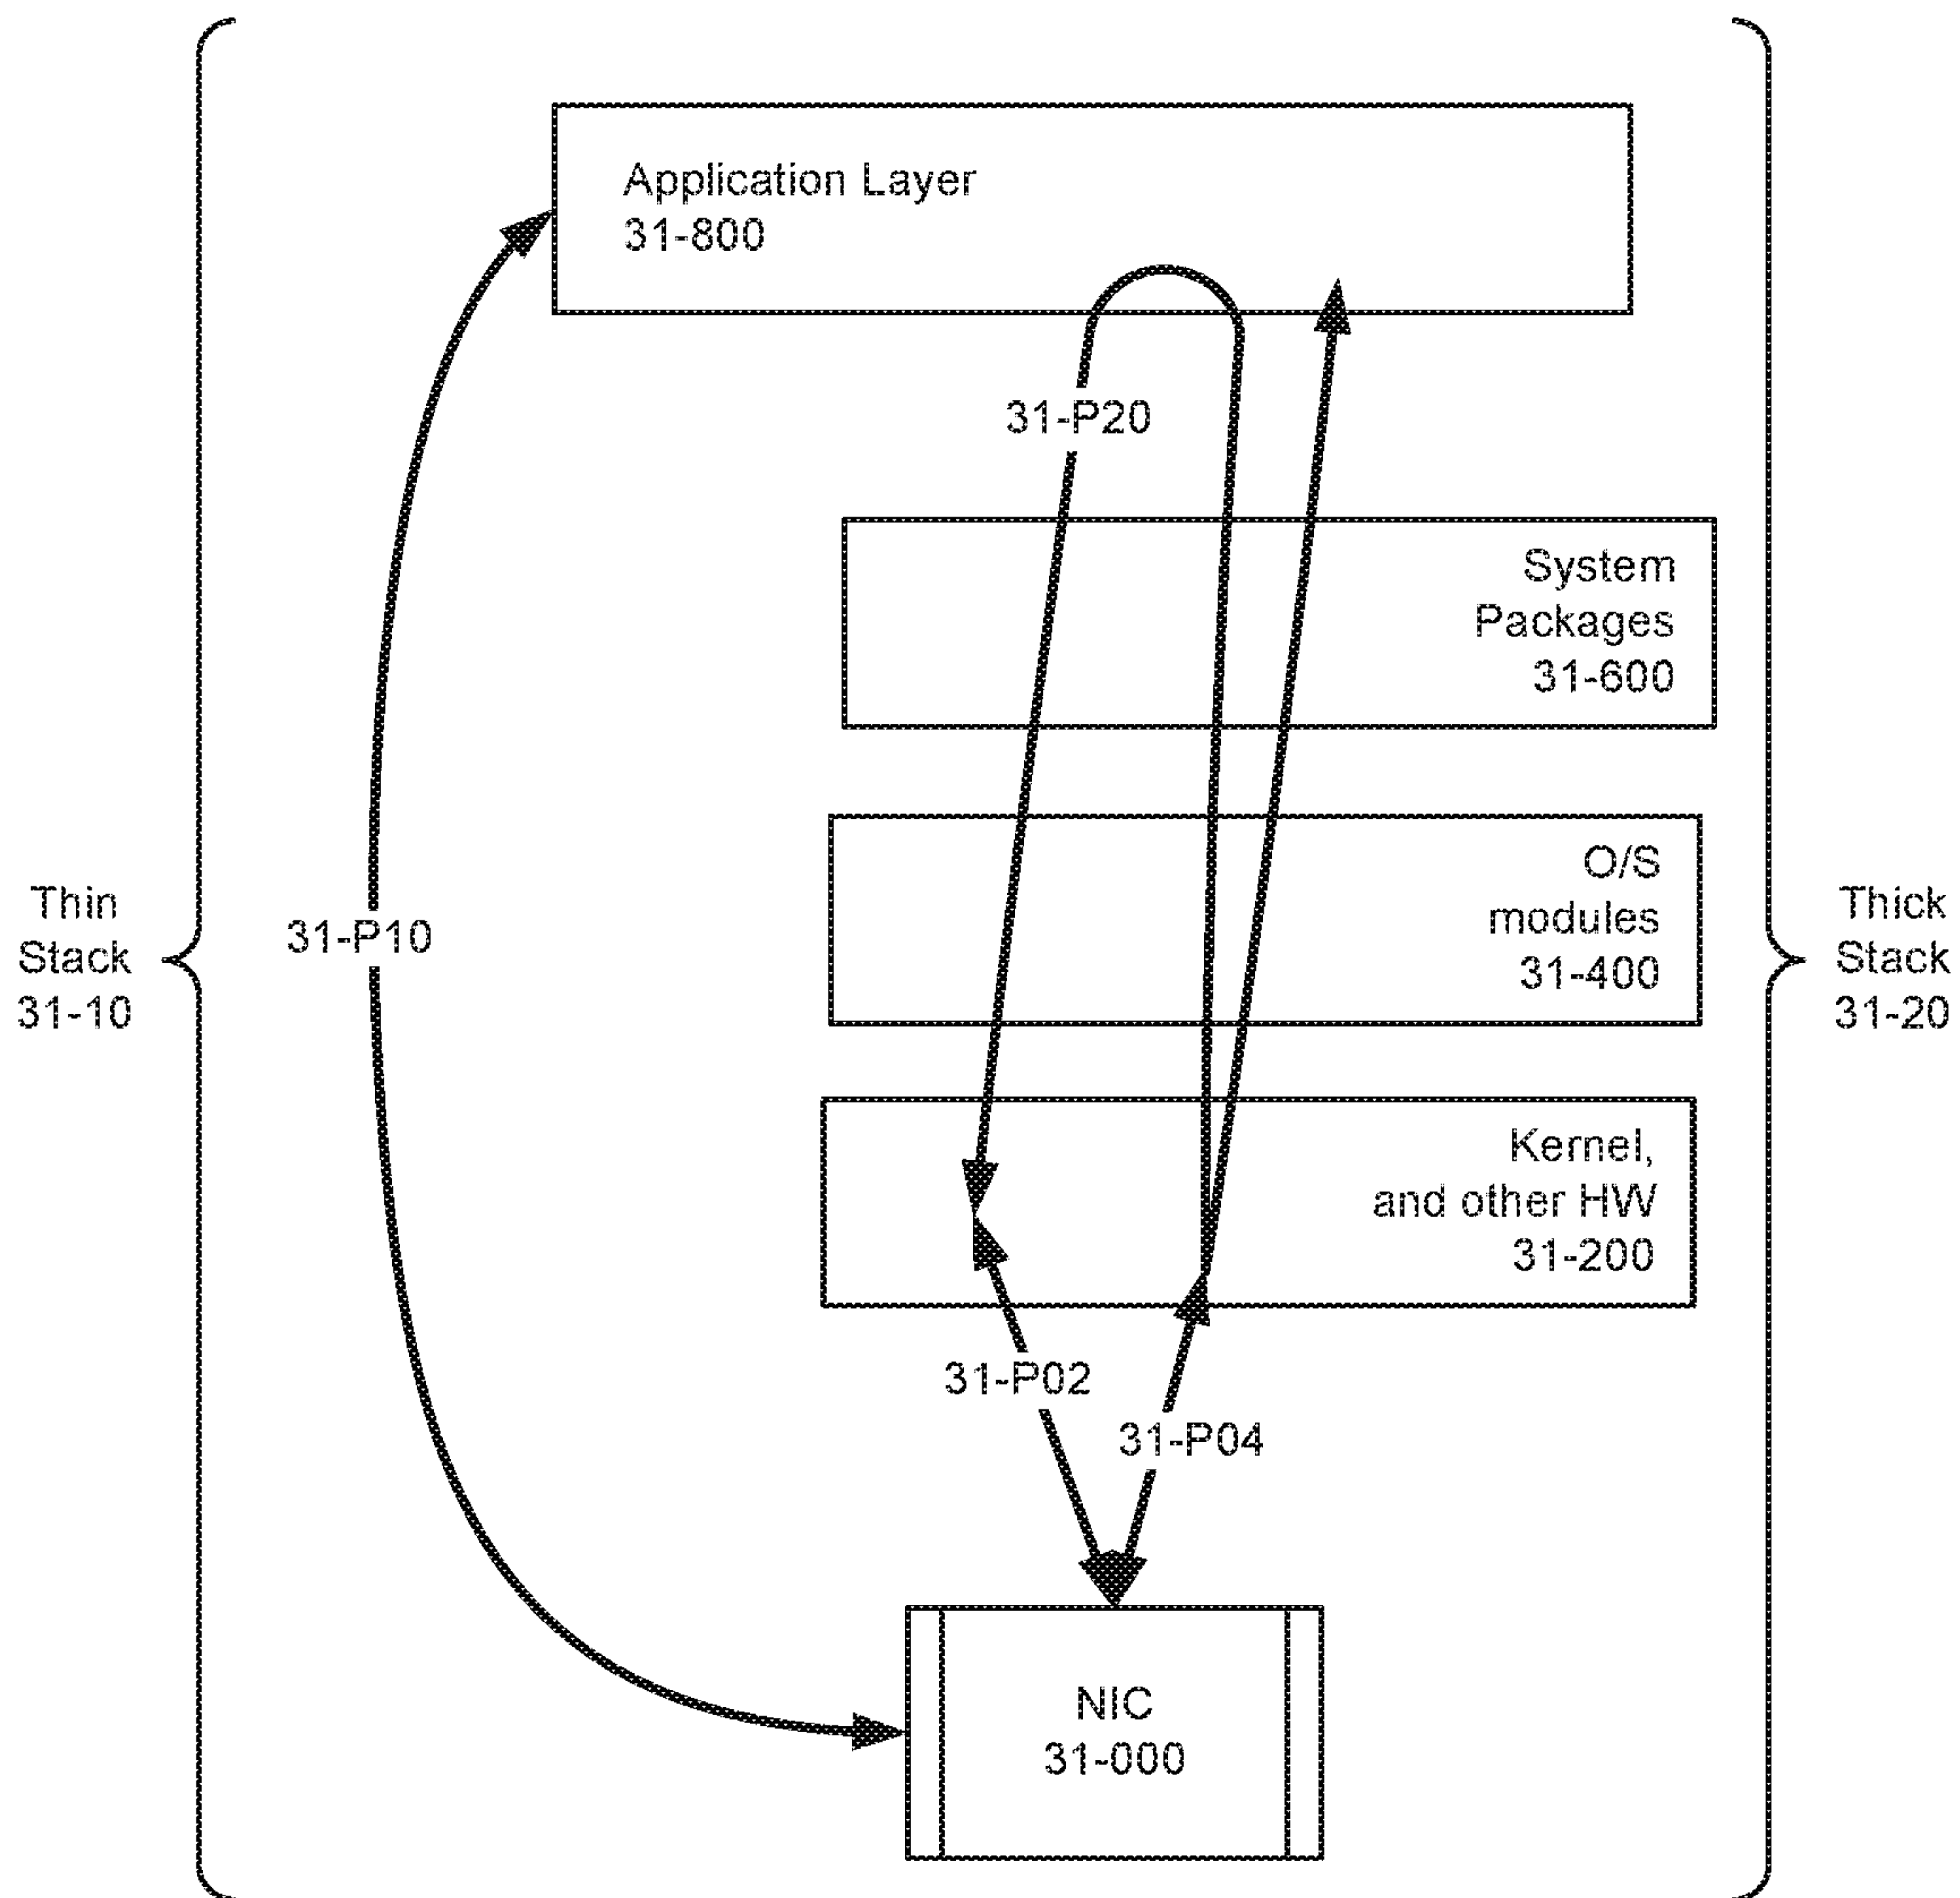 Application Layer
31-800
31-P20
System
Packages
31-600
Thin
Stack
31-10
31-P10
O/S
modules
31-400
Thick
Stack
31-20
Kernel,
and other HW
31-200
31-P02
31-P04
NIC
31-000